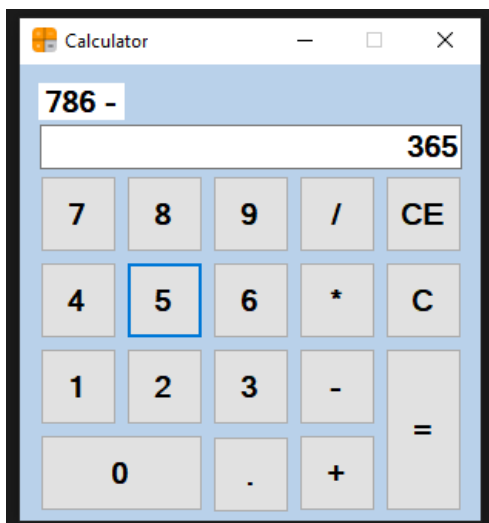 Calculator
786 -
365
7 8 9 / CE
4 5 6 * C
1 2 3 - =
0 . +